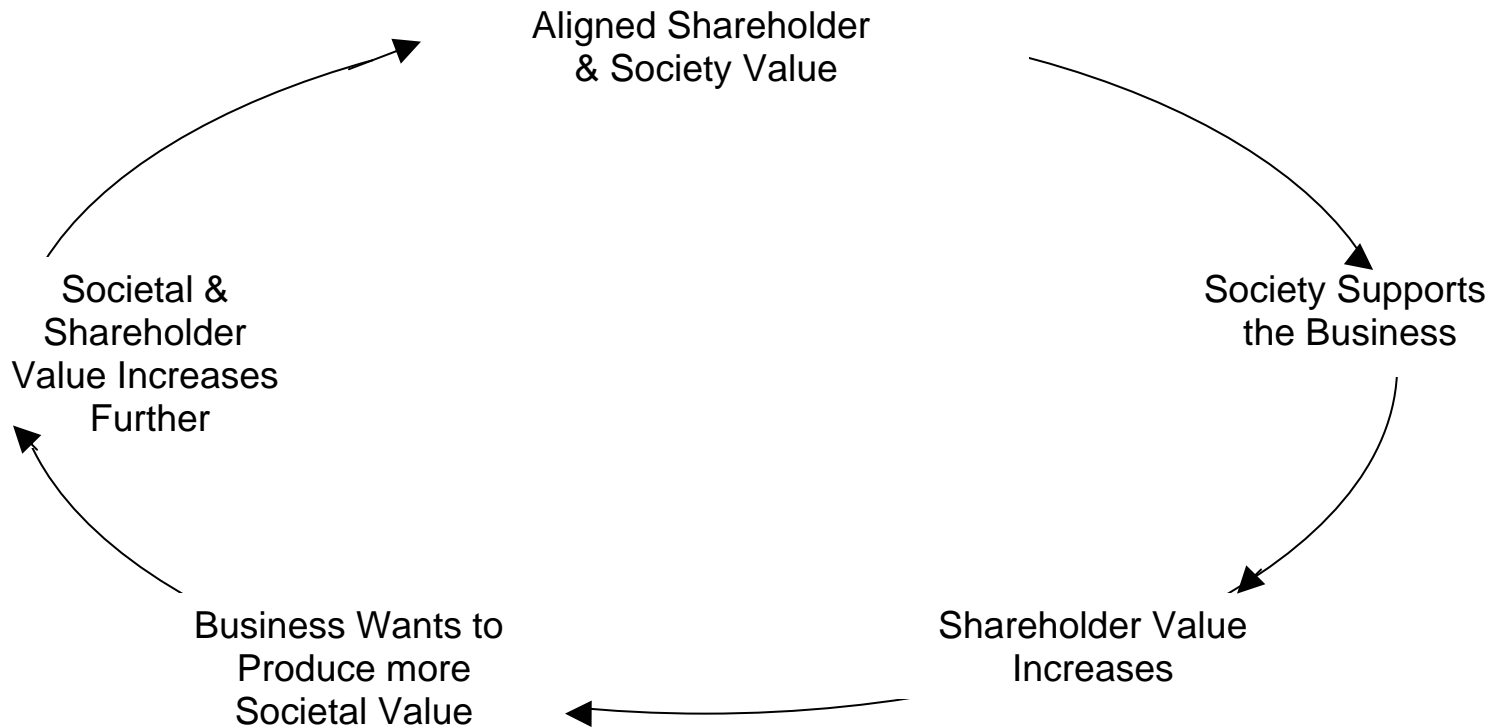 Aligned Shareholder
& Society Value
Society Supports
the Business
Shareholder Value
Increases
Business Wants to
Produce more
Societal Value
Societal &
Shareholder
Value Increases
Further